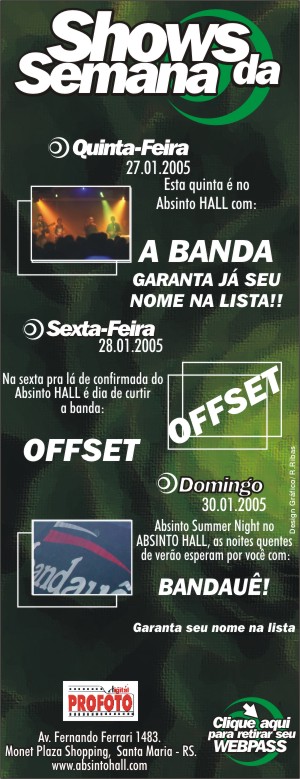 Shows
da
Semana
Quinta-Feira
27.01.2005
Esta quinta é no
Absinto HALL com:
A BANDA
GARANTA JÁ SEU
NOME NA LISTA!!
Sexta-Feira
28.01.2005
Na sexta pra lá de confirmada do
Absinto HALL é dia de curtir
a banda:
OFFSET
OFFSET
Design Gráfico/ R.Ribas
Domingo
30.01.2005
Absinto Summer Night no
ABSINTO HALL, as noites quentes
de verão esperam por você com:
andauê
BANDAUÊ!
Garanta seu nome na lista
digital
PROFOTO
Av. Fernando Ferrari 1483.
Monet Plaza Shopping, Santa Maria - RS.
www.absintohall.com
Clique aqui
para retirar seu
WEBPASS